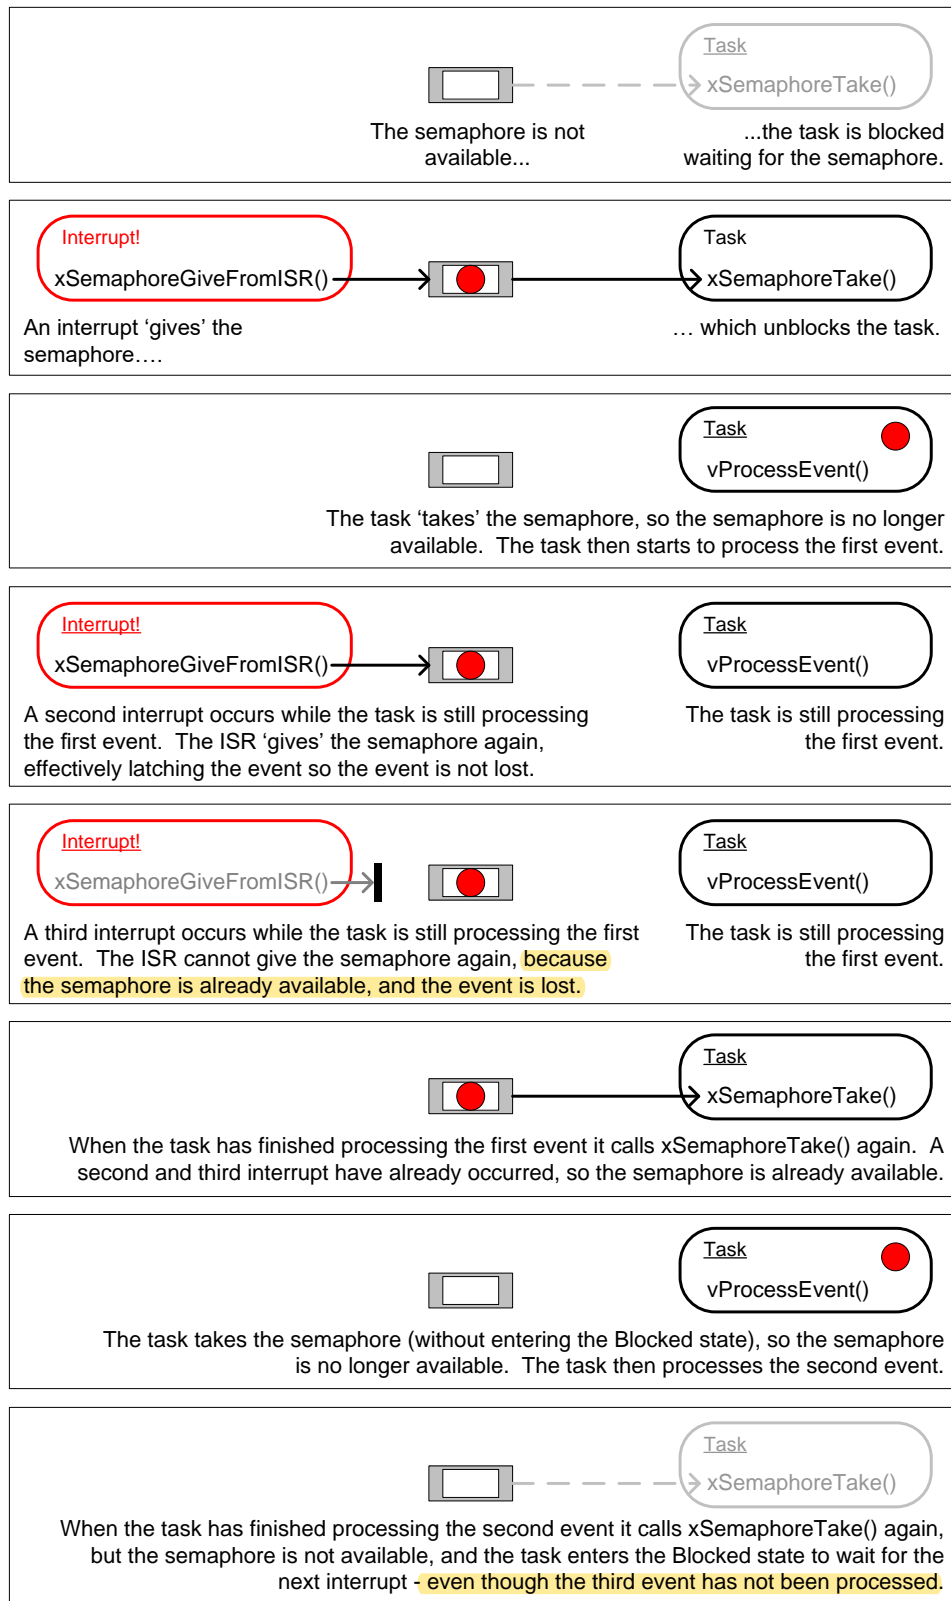 Task
xSemaphoreTake()
The semaphore is not
available...
...the task is blocked
waiting for the semaphore.
Interrupt!
xSemaphoreGiveFromISR()
Task
xSemaphoreTake()
An interrupt ‘gives’ the
semaphore….
… which unblocks the task.
Task
vProcessEvent()
The task ‘takes’ the semaphore, so the semaphore is no longer
available.  The task then starts to process the first event.
Interrupt!
xSemaphoreGiveFromISR()
Task
vProcessEvent()
A second interrupt occurs while the task is still processing
the first event.  The ISR ‘gives’ the semaphore again,
effectively latching the event so the event is not lost.
The task is still processing
the first event.
Interrupt!
xSemaphoreGiveFromISR()
Task
vProcessEvent()
A third interrupt occurs while the task is still processing the first
event.  The ISR cannot give the semaphore again, because
the semaphore is already available, and the event is lost.
The task is still processing
the first event.
Task
xSemaphoreTake()
When the task has finished processing the first event it calls xSemaphoreTake() again.  A
second and third interrupt have already occurred, so the semaphore is already available.
Task
vProcessEvent()
The task takes the semaphore (without entering the Blocked state), so the semaphore
is no longer available.  The task then processes the second event.
Task
xSemaphoreTake()
When the task has finished processing the second event it calls xSemaphoreTake() again,
but the semaphore is not available, and the task enters the Blocked state to wait for the
next interrupt - even though the third event has not been processed.